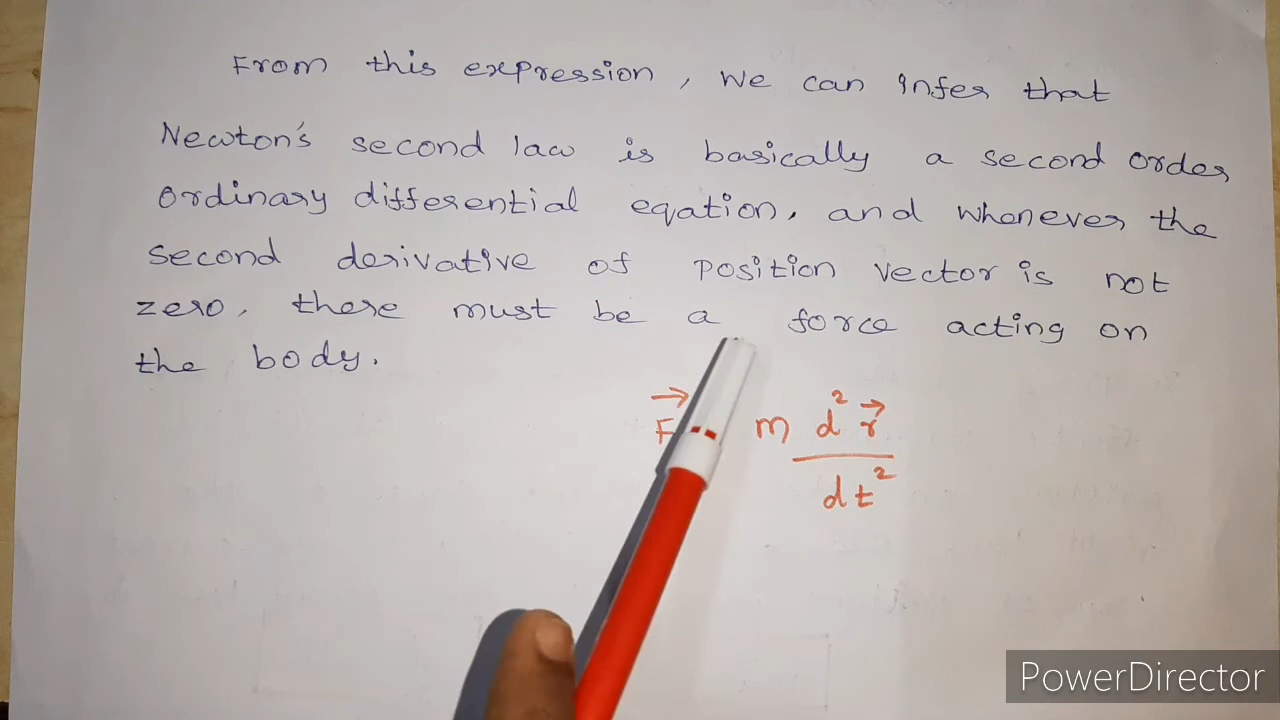 From this expression, we can infer that
Newton's second law is basically a second order
ordinary differential eqation, and whenever the
second derivative of position vector is not
zero, there must be a force acting on
the body.
F⃗ m d²r⃗
dt²
PowerDirector